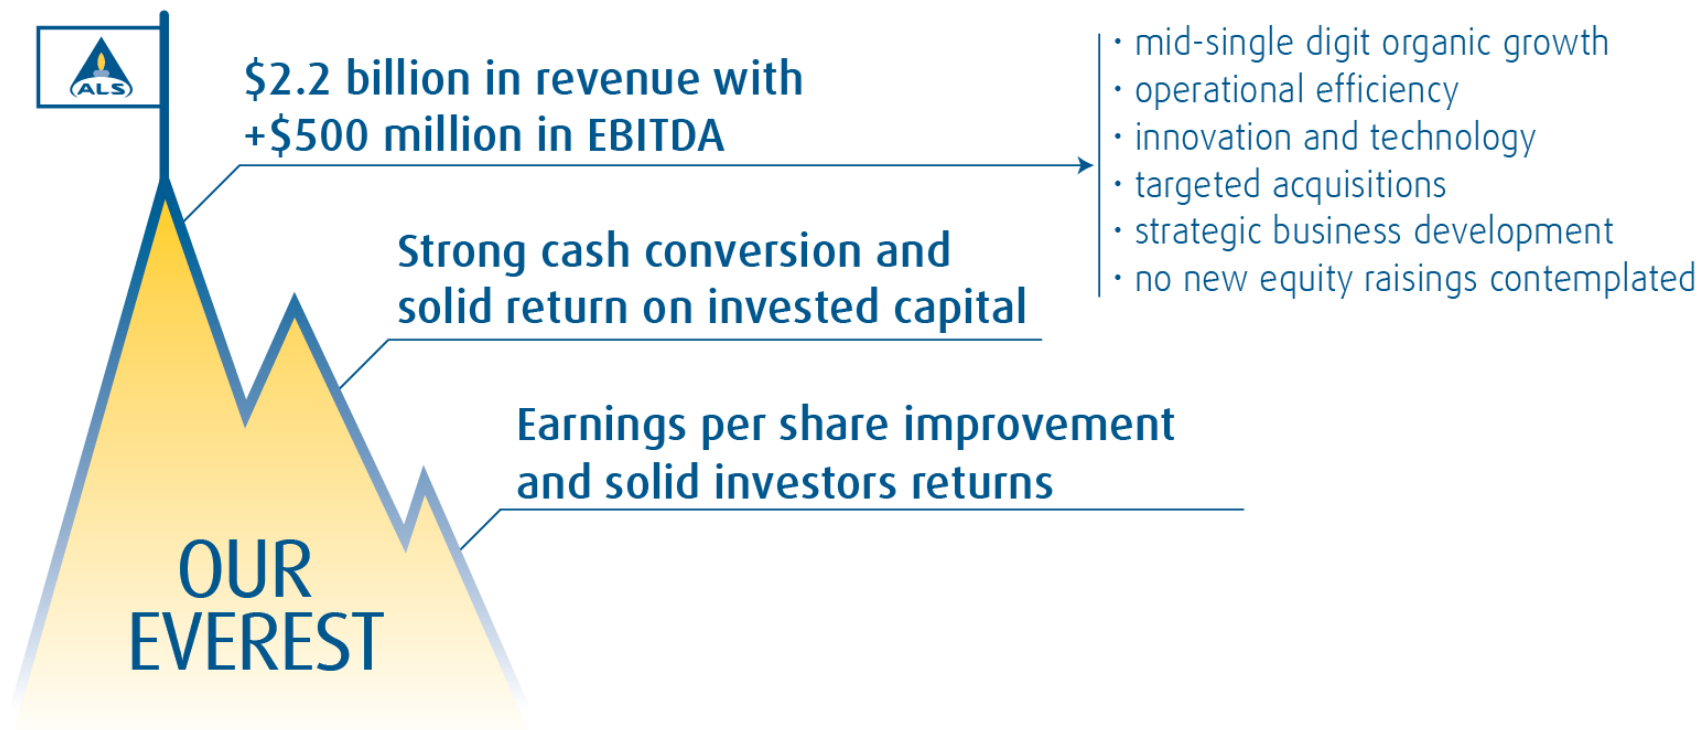 ALS
$2.2 billion in revenue with
+$500 million in EBITDA
· mid-single digit organic growth
· operational efficiency
· innovation and technology
· targeted acquisitions
· strategic business development
· no new equity raisings contemplated
Strong cash conversion and
solid return on invested capital
Earnings per share improvement
and solid investors returns
OUR
EVEREST